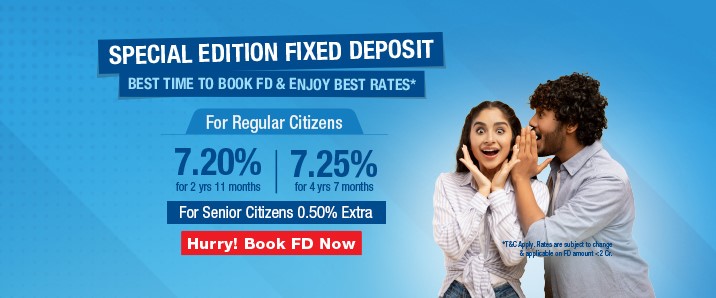 SPECIAL EDITION FIXED DEPOSIT
BEST TIME TO BOOK FD & ENJOY BEST RATES*
For Regular Citizens
7.20%
for 2 yrs 11 months
7.25%
for 4 yrs 7 months
For Senior Citizens 0.50% Extra
Hurry! Book FD Now
*T&C Apply. Rates are subject to change
& applicable on FD amount <2 Cr.